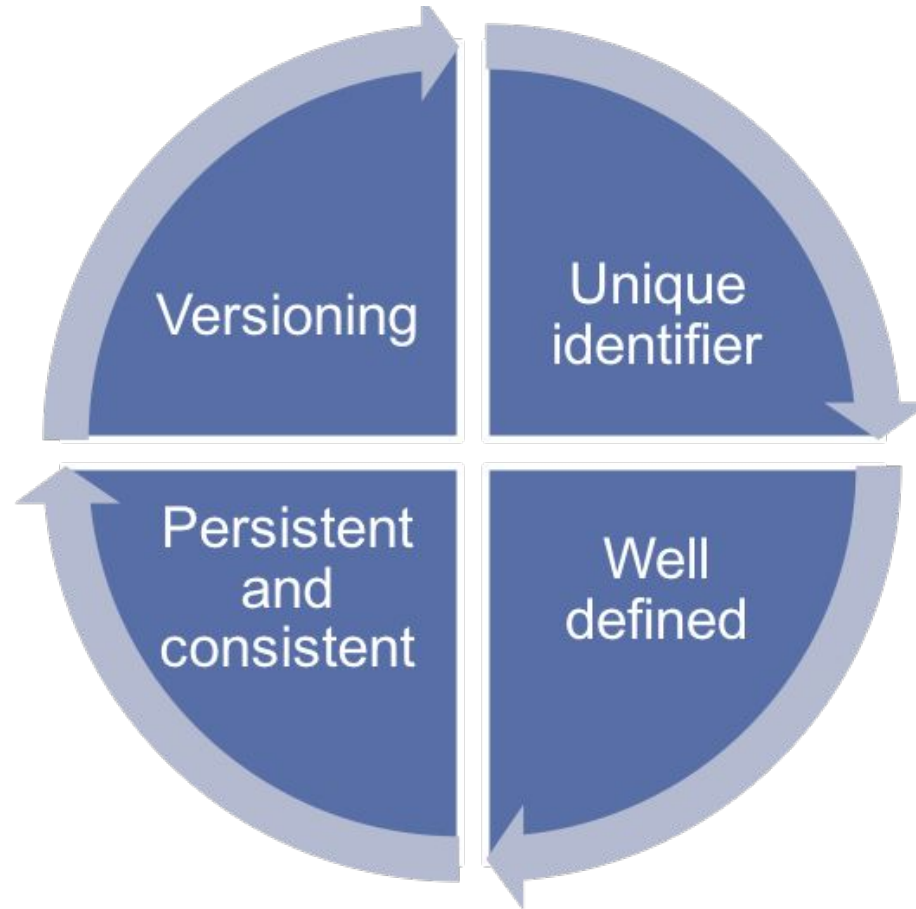 Versioning
Unique
identifier
Persistent
and
consistent
Well
defined